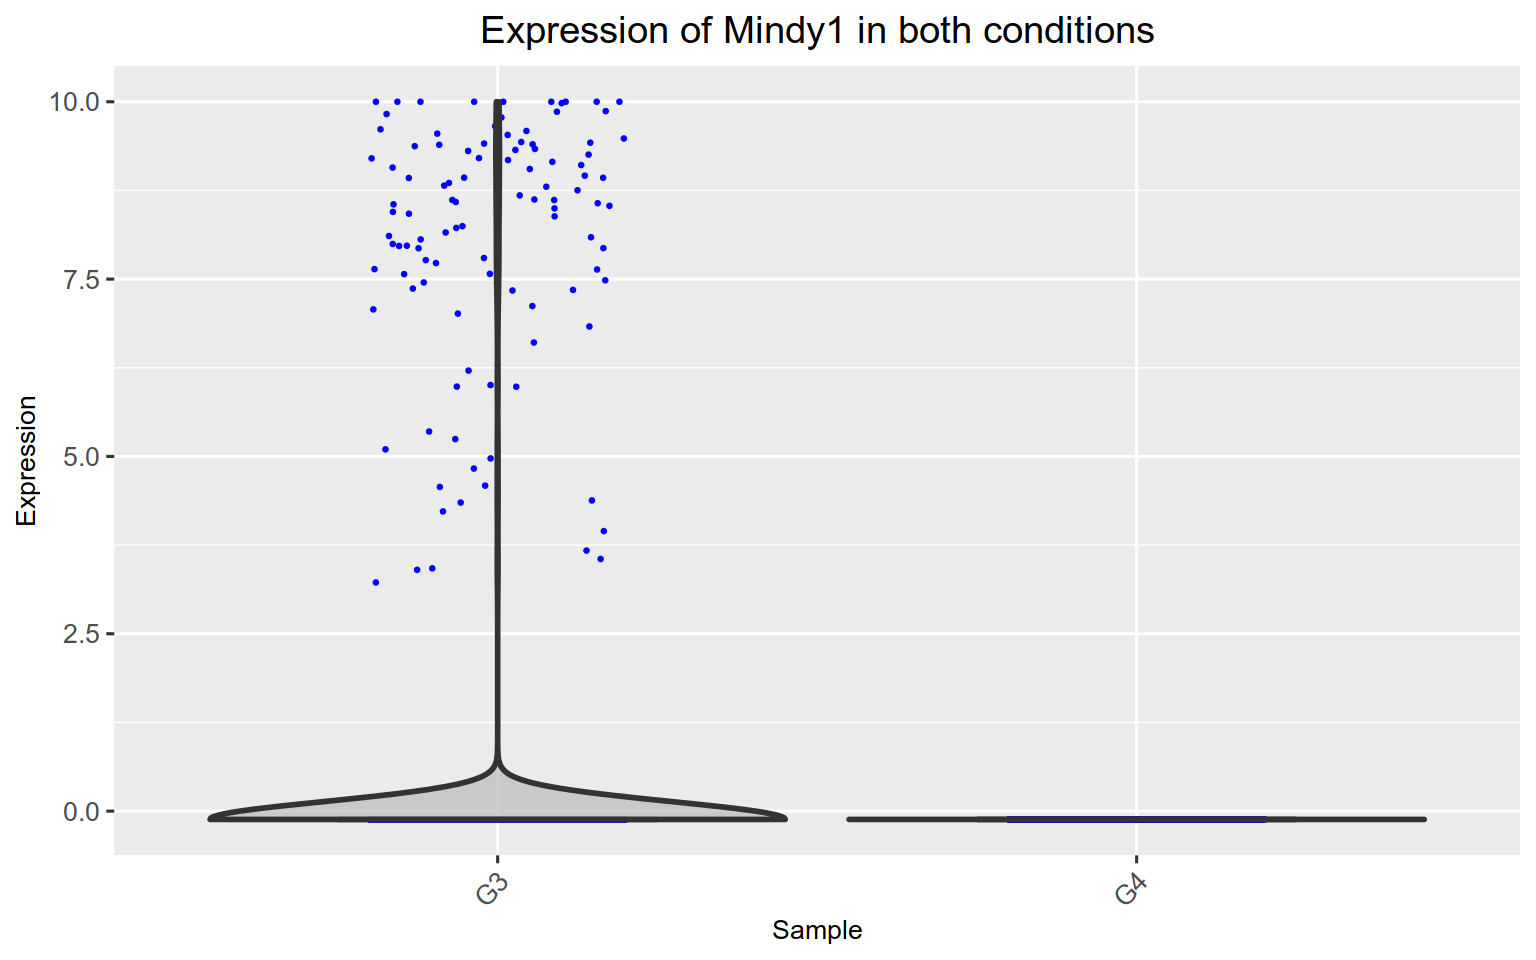 Expression of Mindy1 in both conditions
10.0
7.5
5.0
2.5
0.0
Expression
G3
G4
Sample